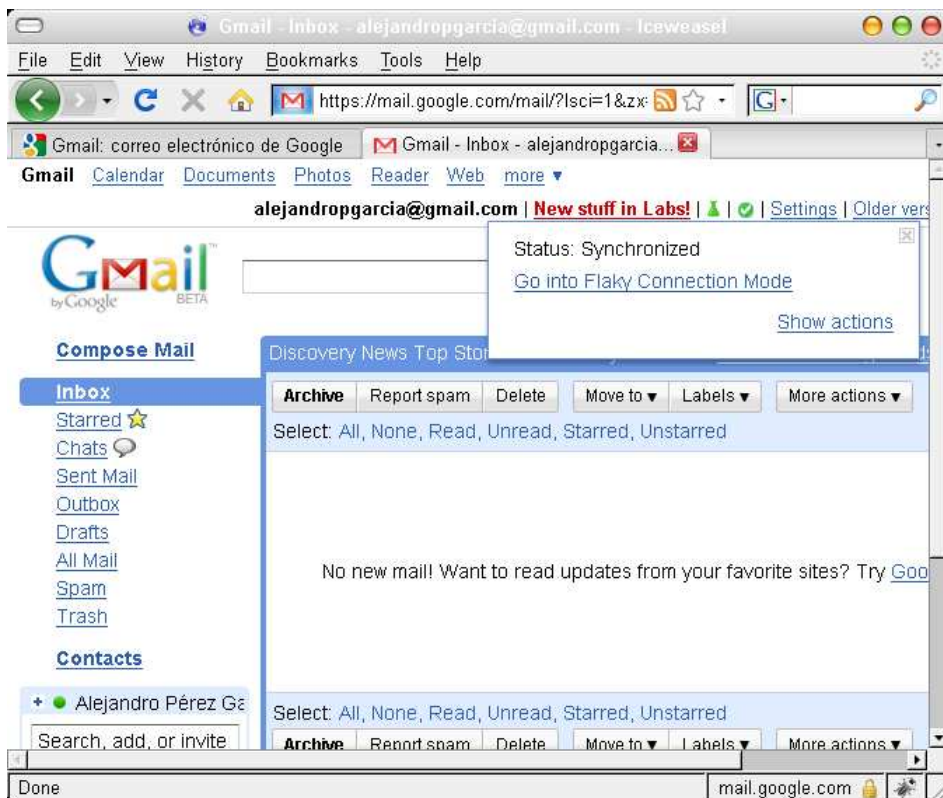 Gmail - Inbox - alejandropgarcia@gmail.com - Iceweasel
File Edit View History Bookmarks Tools Help
https://mail.google.com/mail/?lsci=1&zx G
Gmail: correo electrónico de Google Gmail - Inbox - alejandropgarcia...
Gmail Calendar Documents Photos Reader Web more ▼
alejandropgarcia@gmail.com | New stuff in Labs! | | | Settings | Older vers
Status: Synchronized
Go into Flaky Connection Mode
Show actions
Gmail™
by Google BETA
Compose Mail
Discovery News Top Stor
Inbox
Starred
Chats
Sent Mail
Outbox
Drafts
All Mail
Spam
Trash
Contacts
Archive Report spam Delete Move to ▼ Labels ▼ More actions ▼
Select: All, None, Read, Unread, Starred, Unstarred
No new mail! Want to read updates from your favorite sites? Try Goo
+ Alejandro Pérez Ga
Search, add, or invite
Select: All, None, Read, Unread, Starred, Unstarred
Archive Report spam Delete Move to ▼ Labels ▼ More actions ▼
Done mail.google.com